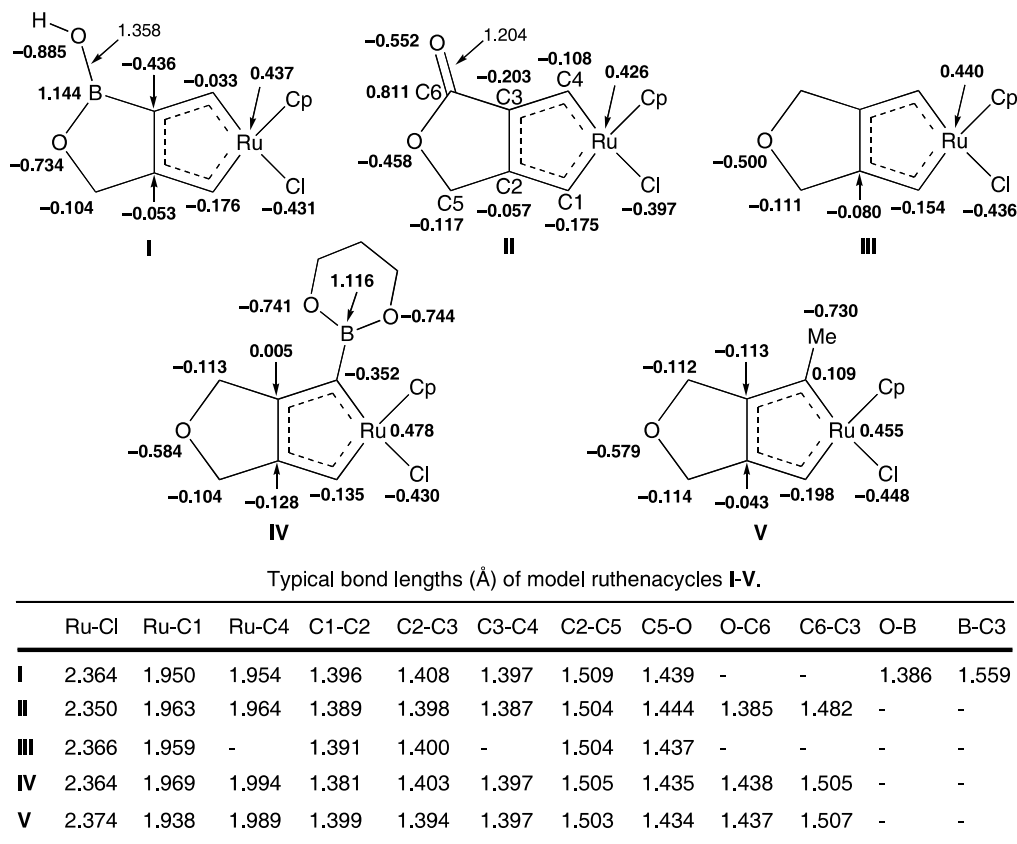 H
O
−0.885
1.358
−0.436
−0.033
0.437
1.144
B
Cp
O
Ru
−0.734
Cl
−0.104
−0.053
−0.176
−0.431
I
−0.552
O
1.204
−0.108
−0.203
C4
0.426
0.811
C6
C3
Cp
O
Ru
−0.458
C2
Cl
C5
C1
−0.117
−0.057
−0.175
−0.397
II
0.440
Cp
O
Ru
−0.500
Cl
−0.111
−0.080
−0.154
−0.436
III
1.116
−0.741
O
O
−0.744
B
0.005
−0.113
−0.352
Cp
O
Ru
0.478
−0.584
Cl
−0.104
−0.128
−0.135
−0.430
IV
−0.730
Me
−0.113
−0.112
0.109
Cp
O
Ru
0.455
−0.579
Cl
−0.114
−0.043
−0.198
−0.448
V
Typical bond lengths (Å) of model ruthenacycles I-V.
Ru-Cl Ru-C1 Ru-C4 C1-C2 C2-C3 C3-C4 C2-C5 C5-O O-C6 C6-C3 O-B B-C3
I 2.364 1.950 1.954 1.396 1.408 1.397 1.509 1.439 - - 1.386 1.559
II 2.350 1.963 1.964 1.389 1.398 1.387 1.504 1.444 1.385 1.482 - -
III 2.366 1.959 - 1.391 1.400 - 1.504 1.437 - - - -
IV 2.364 1.969 1.994 1.381 1.403 1.397 1.505 1.435 1.438 1.505 - -
V 2.374 1.938 1.989 1.399 1.394 1.397 1.503 1.434 1.437 1.507 - -